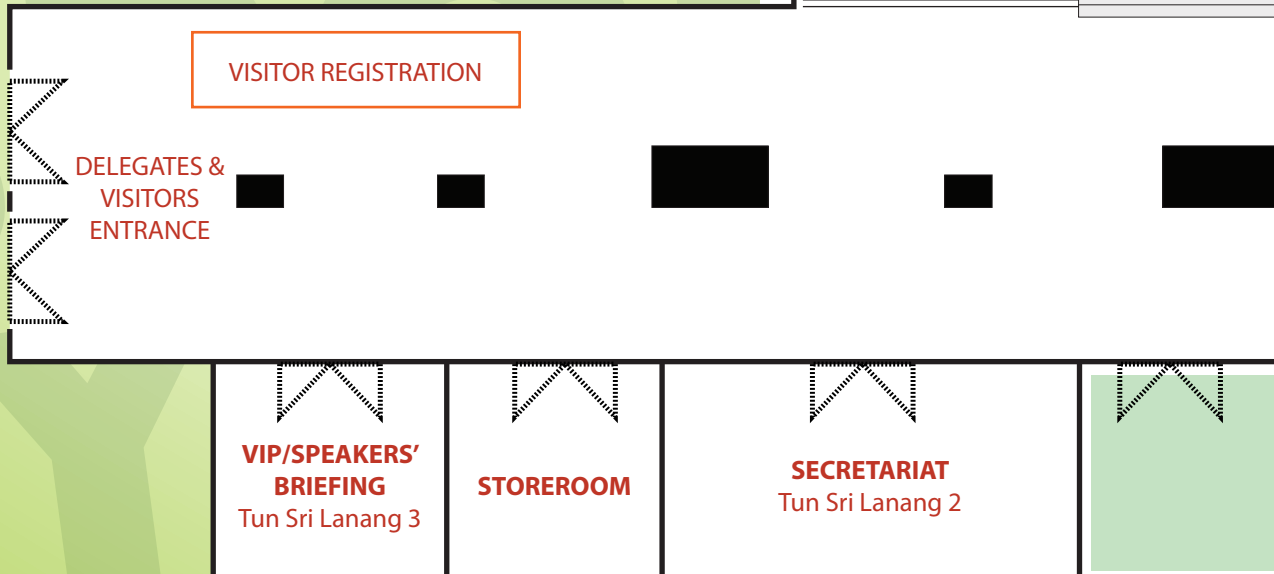 VISITOR REGISTRATION
DELEGATES &
VISITORS
ENTRANCE
VIP/SPEAKERS’
BRIEFING
Tun Sri Lanang 3
STOREROOM
SECRETARIAT
Tun Sri Lanang 2